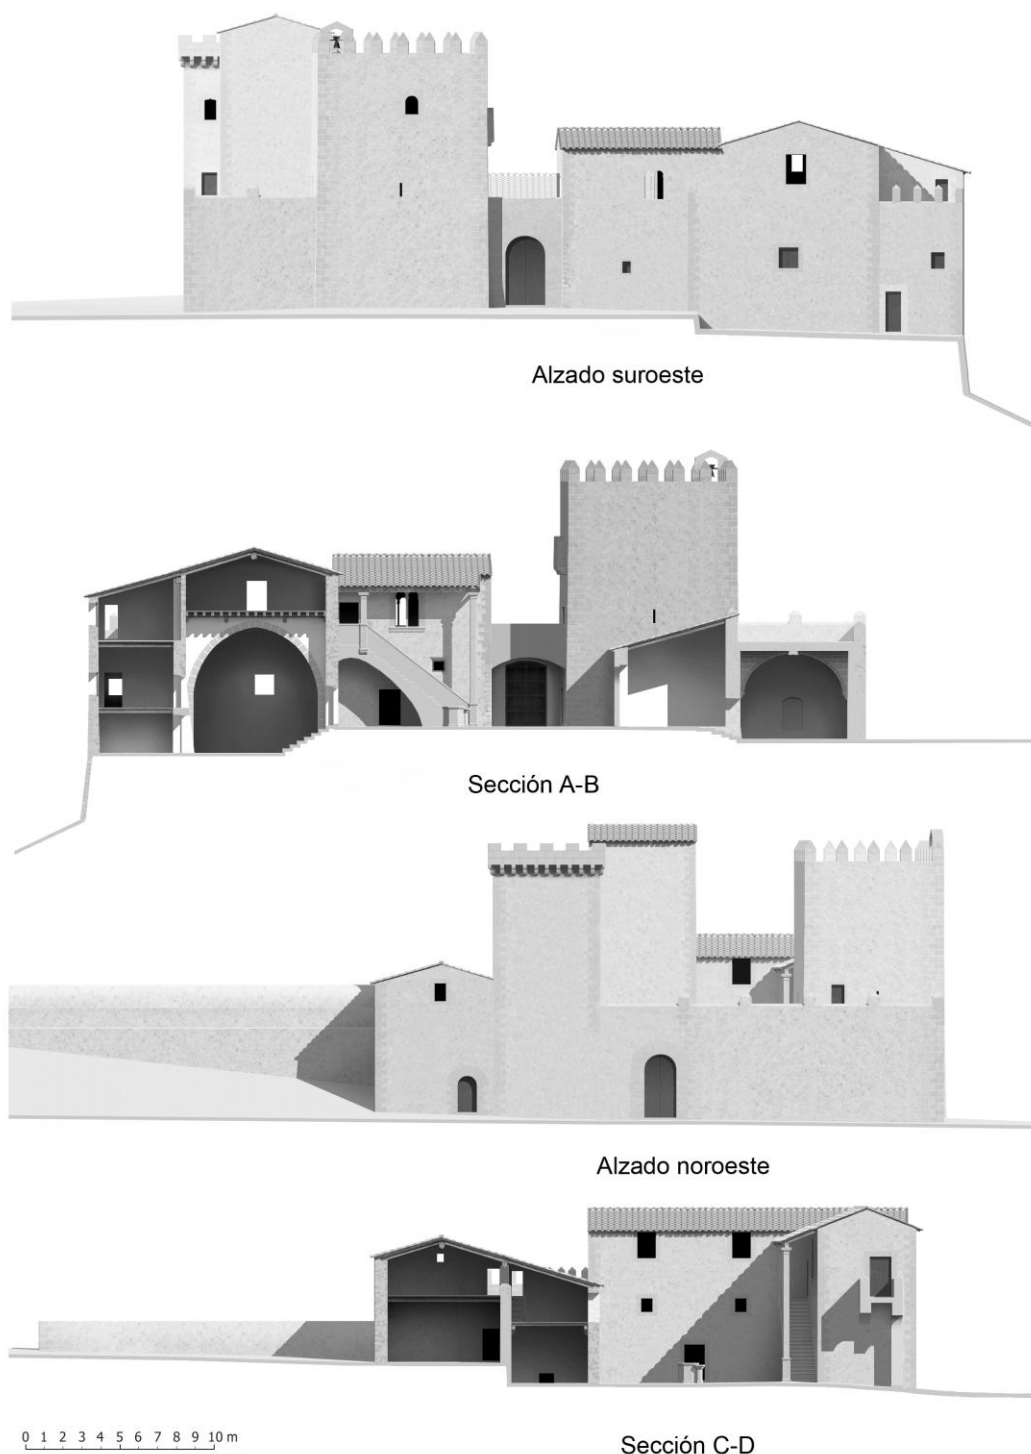 Alzado suroeste
Sección A-B
Alzado noroeste
0 1 2 3 4 5 6 7 8 9 10 m
Sección C-D